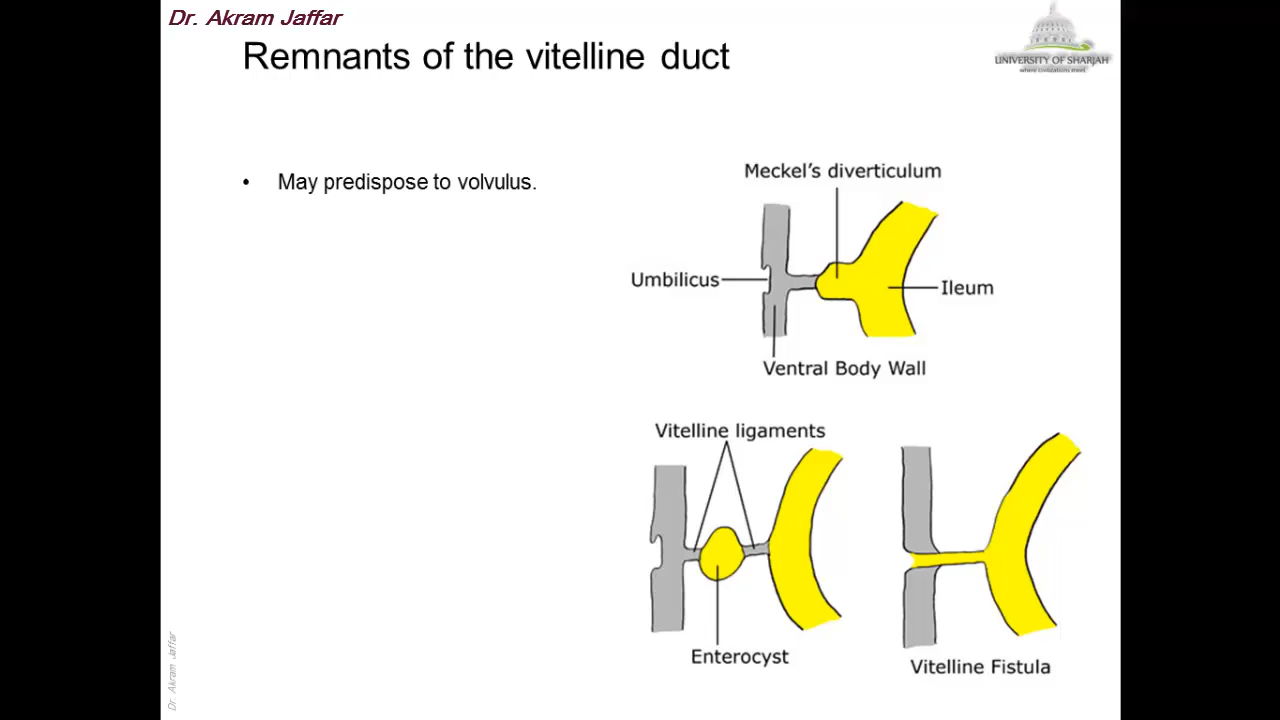 Dr. Akram Jaffar
Remnants of the vitelline duct
UNIVERSITY OF SHARJAH
where civilizations meet
• May predispose to volvulus.
Meckel's diverticulum
Umbilicus
Ileum
Ventral Body Wall
Vitelline ligaments
Enterocyst
Vitelline Fistula
Dr. Akram Jaffar